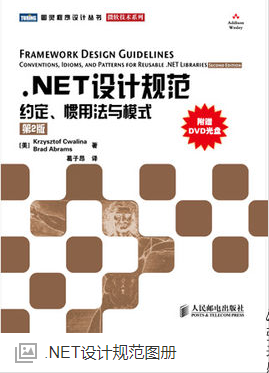 TURING 图灵程序设计丛书 微软技术系列
Addison
Wesley
FRAMEWORK DESIGN GUIDELINES
CONVENTIONS, IDIOMS, AND PATTERNS FOR REUSABLE .NET LIBRARIES SECOND EDITION
.NET设计规范
约定、惯用法与模式
第2版
附赠
DVD光盘
[美] Krzysztof Cwalina 著
Brad Abrams
葛子昂 译
人民邮电出版社
POSTS & TELECOM PRESS
.NET设计规范图册